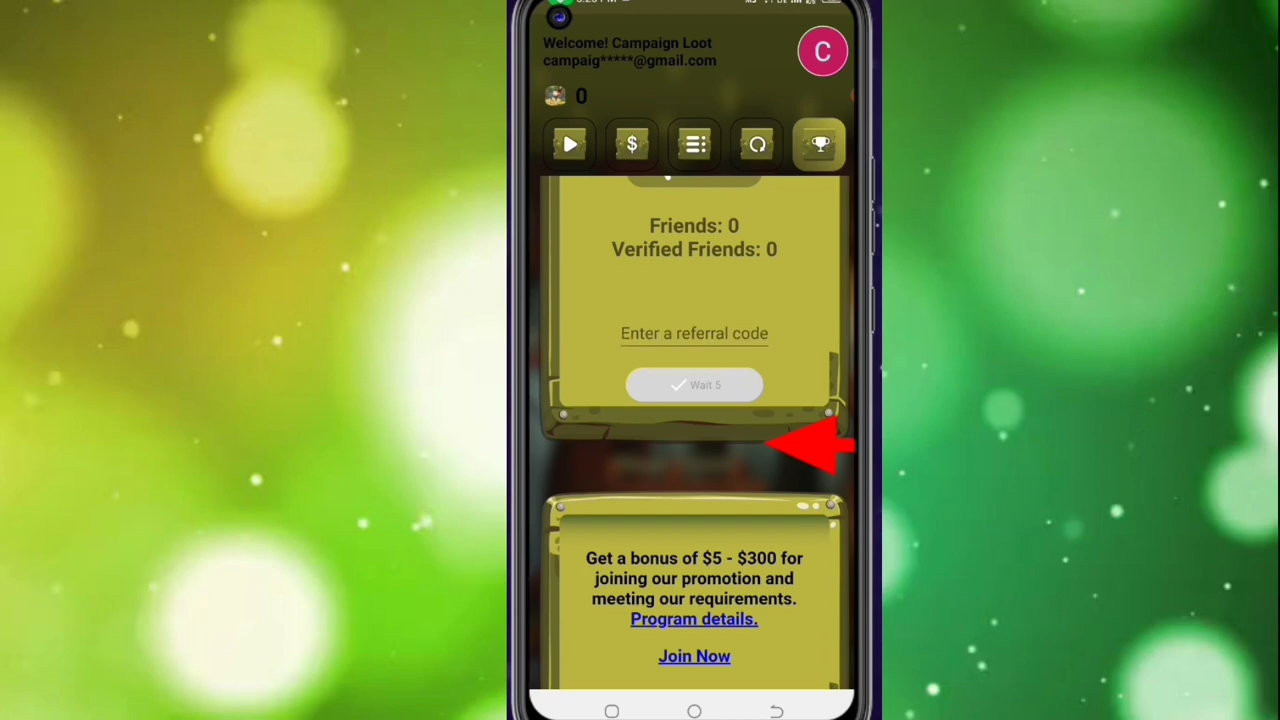 Welcome! Campaign Loot
campaig*****@gmail.com
C
0
$
Friends: 0
Verified Friends: 0
Enter a referral code
Wait 5
Get a bonus of $5 - $300 for
joining our promotion and
meeting our requirements.
Program details.
Join Now